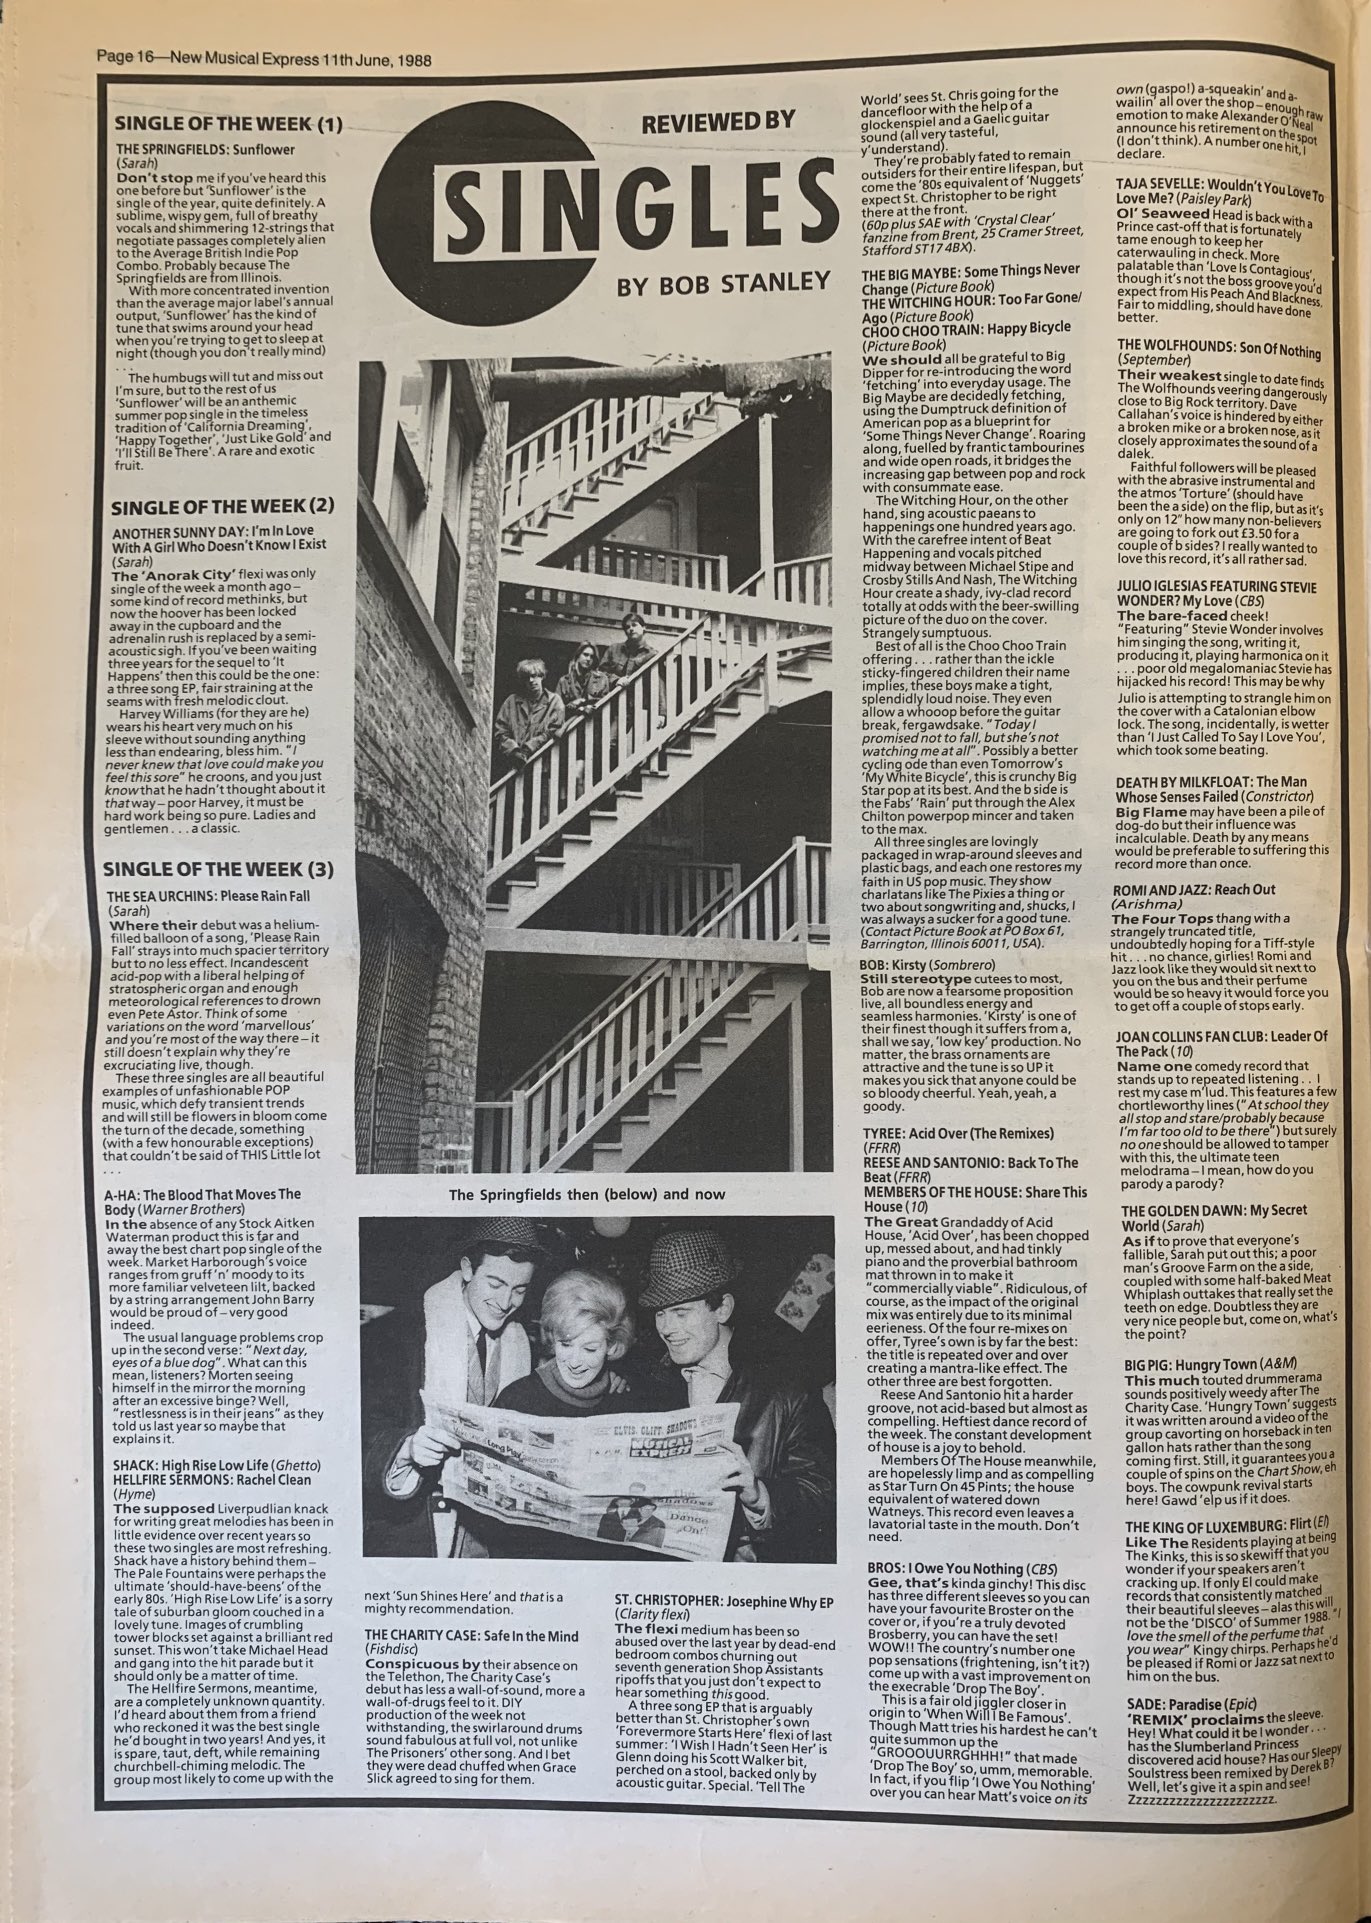 Page 16—New Musical Express 11th June, 1988
SINGLE OF THE WEEK (1)
THE SPRINGFIELDS: Sunflower
(Sarah)
Don't stop me if you've heard this
one before but 'Sunflower' is the
single of the year, quite definitely. A
sublime, wispy gem, full of breathy
vocals and shimmering 12-strings that
negotiate passages completely alien
to the Average British Indie Pop
Combo. Probably because The
Springfields are from Illinois.
With more concentrated invention
than the average major label's annual
output, 'Sunflower' has the kind of
tune that swims around your head
when you're trying to get to sleep at
night (though you don't really mind)
. . .
The humbugs will tut and miss out
I'm sure, but to the rest of us
'Sunflower' will be an anthemic
summer pop single in the timeless
tradition of 'California Dreaming',
'Happy Together', 'Just Like Gold' and
'I'll Still Be There'. A rare and exotic
fruit.
SINGLE OF THE WEEK (2)
ANOTHER SUNNY DAY: I'm In Love
With A Girl Who Doesn't Know I Exist
(Sarah)
The 'Anorak City' flexi was only
single of the week a month ago –
some kind of record methinks, but
now the hoover has been locked
away in the cupboard and the
adrenalin rush is replaced by a semi-
acoustic sigh. If you've been waiting
three years for the sequel to 'It
Happens' then this could be the one:
a three song EP, fair straining at the
seams with fresh melodic clout.
Harvey Williams (for they are he)
wears his heart very much on his
sleeve without sounding anything
less than endearing, bless him. "I
never knew that love could make you
feel this sore" he croons, and you just
know that he hadn't thought about it
that way – poor Harvey, it must be
hard work being so pure. Ladies and
gentlemen . . . a classic.
SINGLE OF THE WEEK (3)
THE SEA URCHINS: Please Rain Fall
(Sarah)
Where their debut was a helium-
filled balloon of a song, 'Please Rain
Fall' strays into much spacier territory
but to no less effect. Incandescent
acid-pop with a liberal helping of
stratospheric organ and enough
meteorological references to drown
even Pete Astor. Think of some
variations on the word 'marvellous'
and you're most of the way there – it
still doesn't explain why they're
excruciating live, though.
These three singles are all beautiful
examples of unfashionable POP
music, which defy transient trends
and will still be flowers in bloom come
the turn of the decade, something
(with a few honourable exceptions)
that couldn't be said of THIS Little lot
. . .
A-HA: The Blood That Moves The
Body (Warner Brothers)
In the absence of any Stock Aitken
Waterman product this is far and
away the best chart pop single of the
week. Market Harborough's voice
ranges from gruff 'n' moody to its
more familiar velveteen lilt, backed
by a string arrangement John Barry
would be proud of – very good
indeed.
The usual language problems crop
up in the second verse: "Next day,
eyes of a blue dog". What can this
mean, listeners? Morten seeing
himself in the mirror the morning
after an excessive binge? Well,
"restlessness is in their jeans" as they
told us last year so maybe that
explains it.
SHACK: High Rise Low Life (Ghetto)
HELLFIRE SERMONS: Rachel Clean
(Hyme)
The supposed Liverpudlian knack
for writing great melodies has been in
little evidence over recent years so
these two singles are most refreshing.
Shack have a history behind them –
The Pale Fountains were perhaps the
ultimate 'should-have-beens' of the
early 80s. 'High Rise Low Life' is a sorry
tale of suburban gloom couched in a
lovely tune. Images of crumbling
tower blocks set against a brilliant red
sunset. This won't take Michael Head
and gang into the hit parade but it
should only be a matter of time.
The Hellfire Sermons, meantime,
are a completely unknown quantity.
I'd heard about them from a friend
who reckoned it was the best single
he'd bought in two years! And yes, it
is spare, taut, deft, while remaining
churchbell-chiming melodic. The
group most likely to come up with the
REVIEWED BY
SINGLES
BY BOB STANLEY
The Springfields then (below) and now
ELVIS, CLIFF, SHADOWS
MUSICAL
EXPRESS
Long Play
Shadows
Dance
On!
next 'Sun Shines Here' and that is a
mighty recommendation.
THE CHARITY CASE: Safe In the Mind
(Fishdisc)
Conspicuous by their absence on
the Telethon, The Charity Case's
debut has less a wall-of-sound, more a
wall-of-drugs feel to it. DIY
production of the week not
withstanding, the swirlaround drums
sound fabulous at full vol, not unlike
The Prisoners' other song. And I bet
they were dead chuffed when Grace
Slick agreed to sing for them.
ST. CHRISTOPHER: Josephine Why EP
(Clarity flexi)
The flexi medium has been so
abused over the last year by dead-end
bedroom combos churning out
seventh generation Shop Assistants
ripoffs that you just don't expect to
hear something this good.
A three song EP that is arguably
better than St. Christopher's own
'Forevermore Starts Here' flexi of last
summer: 'I Wish I Hadn't Seen Her' is
Glenn doing his Scott Walker bit,
perched on a stool, backed only by
acoustic guitar. Special. 'Tell The
World' sees St. Chris going for the
dancefloor with the help of a
glockenspiel and a Gaelic guitar
sound (all very tasteful,
y'understand).
They're probably fated to remain
outsiders for their entire lifespan, but
come the '80s equivalent of 'Nuggets'
expect St. Christopher to be right
there at the front.
(60p plus SAE with 'Crystal Clear'
fanzine from Brent, 25 Cramer Street,
Stafford ST17 4BX).
THE BIG MAYBE: Some Things Never
Change (Picture Book)
THE WITCHING HOUR: Too Far Gone/
Ago (Picture Book)
CHOO CHOO TRAIN: Happy Bicycle
(Picture Book)
We should all be grateful to Big
Dipper for re-introducing the word
'fetching' into everyday usage. The
Big Maybe are decidedly fetching,
using the Dumptruck definition of
American pop as a blueprint for
'Some Things Never Change'. Roaring
along, fuelled by frantic tambourines
and wide open roads, it bridges the
increasing gap between pop and rock
with consummate ease.
The Witching Hour, on the other
hand, sing acoustic paeans to
happenings one hundred years ago.
With the carefree intent of Beat
Happening and vocals pitched
midway between Michael Stipe and
Crosby Stills And Nash, The Witching
Hour create a shady, ivy-clad record
totally at odds with the beer-swilling
picture of the duo on the cover.
Strangely sumptuous.
Best of all is the Choo Choo Train
offering . . . rather than the ickle
sticky-fingered children their name
implies, these boys make a tight,
splendidly loud noise. They even
allow a whooop before the guitar
break, fergawdsake. "Today I
promised not to fall, but she's not
watching me at all". Possibly a better
cycling ode than even Tomorrow's
'My White Bicycle', this is crunchy Big
Star pop at its best. And the b side is
the Fabs' 'Rain' put through the Alex
Chilton powerpop mincer and taken
to the max.
All three singles are lovingly
packaged in wrap-around sleeves and
plastic bags, and each one restores my
faith in US pop music. They show
charlatans like The Pixies a thing or
two about songwriting and, shucks, I
was always a sucker for a good tune.
(Contact Picture Book at PO Box 61,
Barrington, Illinois 60011, USA).
BOB: Kirsty (Sombrero)
Still stereotype cutees to most,
Bob are now a fearsome proposition
live, all boundless energy and
seamless harmonies. 'Kirsty' is one of
their finest though it suffers from a,
shall we say, 'low key' production. No
matter, the brass ornaments are
attractive and the tune is so UP it
makes you sick that anyone could be
so bloody cheerful. Yeah, yeah, a
goody.
TYREE: Acid Over (The Remixes)
(FFRR)
REESE AND SANTONIO: Back To The
Beat (FFRR)
MEMBERS OF THE HOUSE: Share This
House (10)
The Great Grandaddy of Acid
House, 'Acid Over', has been chopped
up, messed about, and had tinkly
piano and the proverbial bathroom
mat thrown in to make it
"commercially viable". Ridiculous, of
course, as the impact of the original
mix was entirely due to its minimal
eerieness. Of the four re-mixes on
offer, Tyree's own is by far the best:
the title is repeated over and over
creating a mantra-like effect. The
other three are best forgotten.
Reese And Santonio hit a harder
groove, not acid-based but almost as
compelling. Heftiest dance record of
the week. The constant development
of house is a joy to behold.
Members Of The House meanwhile,
are hopelessly limp and as compelling
as Star Turn On 45 Pints; the house
equivalent of watered down
Watneys. This record even leaves a
lavatorial taste in the mouth. Don't
need.
BROS: I Owe You Nothing (CBS)
Gee, that's kinda ginchy! This disc
has three different sleeves so you can
have your favourite Broster on the
cover or, if you're a truly devoted
Brosberry, you can have the set!
WOW!! The country's number one
pop sensations (frightening, isn't it?)
come up with a vast improvement on
the execrable 'Drop The Boy'.
This is a fair old jiggler closer in
origin to 'When Will I Be Famous'.
Though Matt tries his hardest he can't
quite summon up the
"GROOOUURRGHHH!" that made
'Drop The Boy' so, umm, memorable.
In fact, if you flip 'I Owe You Nothing'
over you can hear Matt's voice on its
own (gaspo!) a-squeakin' and a-
wailin' all over the shop – enough raw
emotion to make Alexander O'Neal
announce his retirement on the spot
(I don't think). A number one hit, I
declare.
TAJA SEVELLE: Wouldn't You Love To
Love Me? (Paisley Park)
Ol' Seaweed Head is back with a
Prince cast-off that is fortunately
tame enough to keep her
caterwauling in check. More
palatable than 'Love Is Contagious',
though it's not the boss groove you'd
expect from His Peach And Blackness.
Fair to middling, should have done
better.
THE WOLFHOUNDS: Son Of Nothing
(September)
Their weakest single to date finds
The Wolfhounds veering dangerously
close to Big Rock territory. Dave
Callahan's voice is hindered by either
a broken mike or a broken nose, as it
closely approximates the sound of a
dalek.
Faithful followers will be pleased
with the abrasive instrumental and
the atmos 'Torture' (should have
been the a side) on the flip, but as it's
only on 12" how many non-believers
are going to fork out £3.50 for a
couple of b sides? I really wanted to
love this record, it's all rather sad.
JULIO IGLESIAS FEATURING STEVIE
WONDER? My Love (CBS)
The bare-faced cheek!
"Featuring" Stevie Wonder involves
him singing the song, writing it,
producing it, playing harmonica on it
. . . poor old megalomaniac Stevie has
hijacked his record! This may be why
Julio is attempting to strangle him on
the cover with a Catalonian elbow
lock. The song, incidentally, is wetter
than 'I Just Called To Say I Love You',
which took some beating.
DEATH BY MILKFLOAT: The Man
Whose Senses Failed (Constrictor)
Big Flame may have been a pile of
dog-do but their influence was
incalculable. Death by any means
would be preferable to suffering this
record more than once.
ROMI AND JAZZ: Reach Out
(Arishma)
The Four Tops thang with a
strangely truncated title,
undoubtedly hoping for a Tiff-style
hit . . . no chance, girlies! Romi and
Jazz look like they would sit next to
you on the bus and their perfume
would be so heavy it would force you
to get off a couple of stops early.
JOAN COLLINS FAN CLUB: Leader Of
The Pack (10)
Name one comedy record that
stands up to repeated listening . . I
rest my case m'lud. This features a few
chortleworthy lines ("At school they
all stop and stare/probably because
I'm far too old to be there") but surely
no one should be allowed to tamper
with this, the ultimate teen
melodrama – I mean, how do you
parody a parody?
THE GOLDEN DAWN: My Secret
World (Sarah)
As if to prove that everyone's
fallible, Sarah put out this; a poor
man's Groove Farm on the a side,
coupled with some half-baked Meat
Whiplash outtakes that really set the
teeth on edge. Doubtless they are
very nice people but, come on, what's
the point?
BIG PIG: Hungry Town (A&M)
This much touted drummerama
sounds positively weedy after The
Charity Case. 'Hungry Town' suggests
it was written around a video of the
group cavorting on horseback in ten
gallon hats rather than the song
coming first. Still, it guarantees you a
couple of spins on the Chart Show, eh
boys. The cowpunk revival starts
here! Gawd 'elp us if it does.
THE KING OF LUXEMBURG: Flirt (El)
Like The Residents playing at being
The Kinks, this is so skewiff that you
wonder if your speakers aren't
cracking up. If only El could make
records that consistently matched
their beautiful sleeves – alas this will
not be the 'DISCO' of Summer 1988. "I
love the smell of the perfume that
you wear" Kingy chirps. Perhaps he'd
be pleased if Romi or Jazz sat next to
him on the bus.
SADE: Paradise (Epic)
'REMIX' proclaims the sleeve.
Hey! What could it be I wonder . . .
has the Slumberland Princess
discovered acid house? Has our Sleepy
Soulstress been remixed by Derek B?
Well, let's give it a spin and see!
Zzzzzzzzzzzzzzzzzzzzzzz.